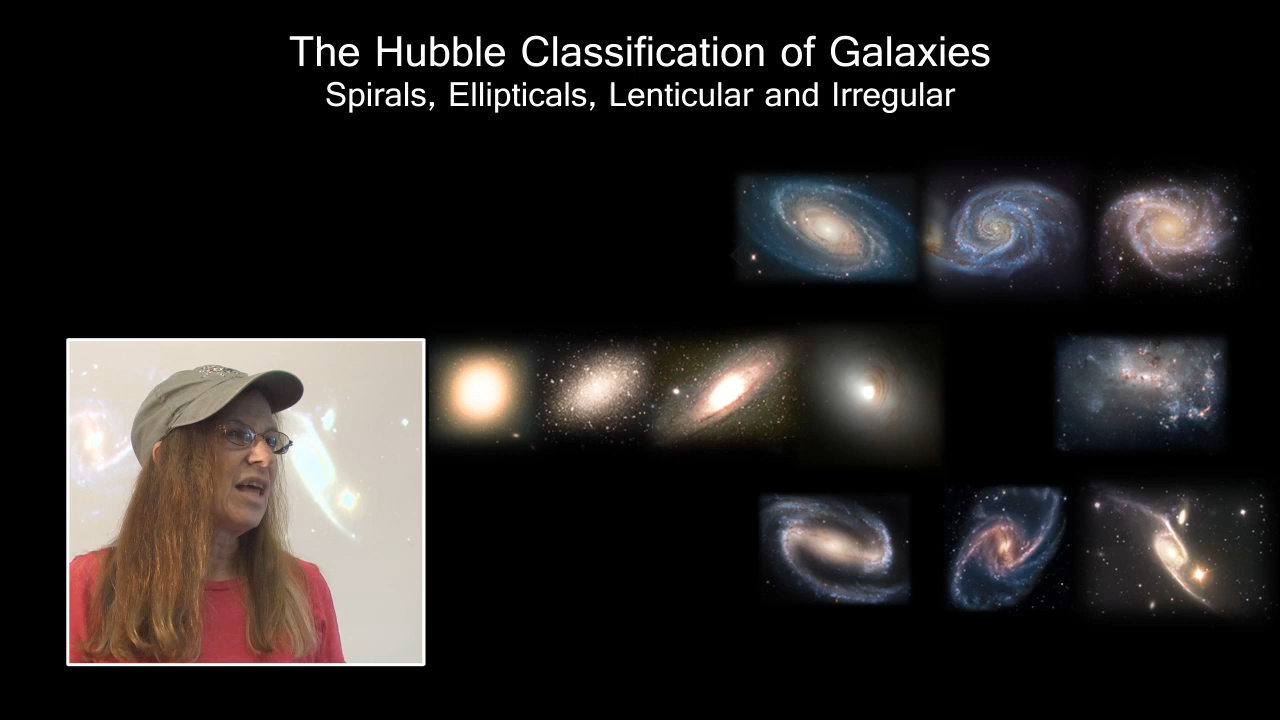 The Hubble Classification of Galaxies
Spirals, Ellipticals, Lenticular and Irregular